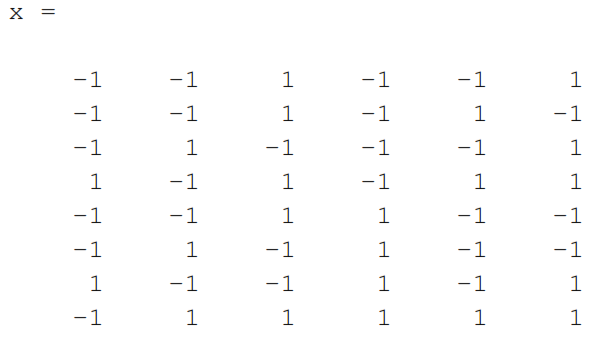 x =
-1 -1 1 -1 -1 1
-1 -1 1 -1 1 -1
-1 1 -1 -1 -1 1
1 -1 1 -1 1 1
-1 -1 1 1 -1 -1
-1 1 -1 1 -1 -1
1 -1 -1 1 -1 1
-1 1 1 1 1 1